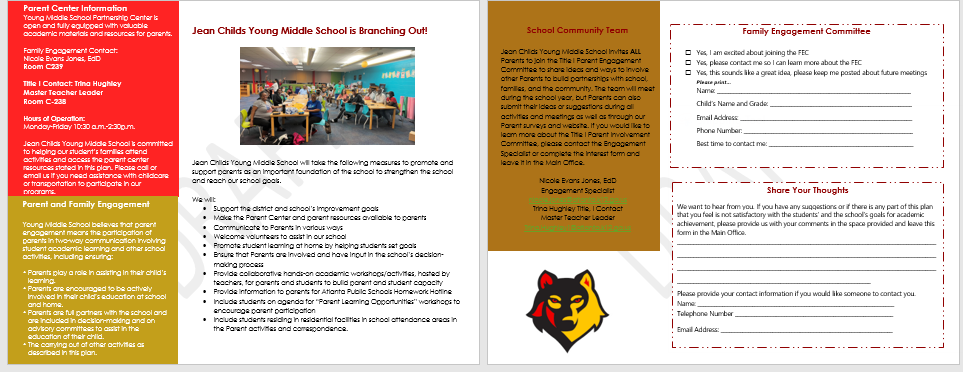 Parent Center Information
Young Middle School Partnership Center is
open and fully equipped with valuable
academic materials and resources for parents.
Family Engagement Contact:
Nicole Evans Jones, EdD
Room C239
Title I Contact: Trina Hughley
Master Teacher Leader
Room C-238
Hours of Operation:
Monday-Friday 10:30 a.m.-2:30p.m.
Jean Childs Young Middle School is committed
to helping our student's families attend
activities and access the parent center
resources stated in this plan. Please call or
email us if you need assistance with childcare
or transportation to participate in our
programs.
Parent and Family Engagement
Young Middle School believes that parent
engagement means the participation of
parents in two-way communication involving
student academic learning and other school
activities, including ensuring:
• Parents play a role in assisting in their child's
learning.
• Parents are encouraged to be actively
involved in their child's education at school
and home.
• Parents are full partners with the school and
are included in decision-making and on
advisory committees to assist in the
education of their child.
• The carrying out of other activities as
described in this plan.
Jean Childs Young Middle School is Branching Out!
Jean Childs Young Middle School will take the following measures to promote and
support parents as an important foundation of the school to strengthen the school
and reach our school goals.
We will:
• Support the district and school's improvement goals
• Make the Parent Center and parent resources available to parents
• Communicate to Parents in various ways
• Welcome volunteers to assist in our school
• Promote student learning at home by helping students set goals
• Ensure that Parents are involved and have input in the school's decision-
making process
• Provide collaborative hands-on academic workshops/activities, hosted by
teachers, for parents and students to build parent and student capacity
• Provide information to parents for Atlanta Public Schools Homework Hotline
• Include students on agenda for "Parent Learning Opportunities" workshops to
encourage parent participation
• Include students residing in residential facilities in school attendance areas in
the Parent activities and correspondence.
School Community Team
Jean Childs Young Middle School invites ALL
Parents to join the Title I Parent Engagement
Committee to share ideas and ways to involve
other Parents to build partnerships with school,
families, and the community. The team will meet
during the school year, but Parents can also
submit their ideas or suggestions during all
activities and meetings as well as through our
Parent surveys and website. If you would like to
learn more about the Title I Parent Involvement
Committee, please contact the Engagement
Specialist or complete the interest form and
leave it in the Main Office.
Nicole Evans Jones, EdD
Engagement Specialist
Trina Hughley Title, I Contact
Master Teacher Leader
Family Engagement Committee
Yes, I am excited about joining the FEC
Yes, please contact me so I can learn more about the FEC
Yes, this sounds like a great idea, please keep me posted about future meetings
Please print...
Name:
Child's Name and Grade:
Email Address:
Phone Number:
Best time to contact me:
Share Your Thoughts
We want to hear from you. If you have any suggestions or if there is any part of this plan
that you feel is not satisfactory with the students' and the school's goals for academic
achievement, please provide us with your comments in the space provided and leave this
form in the Main Office.
Please provide your contact information if you would like someone to contact you.
Name:
Telephone Number
Email Address: